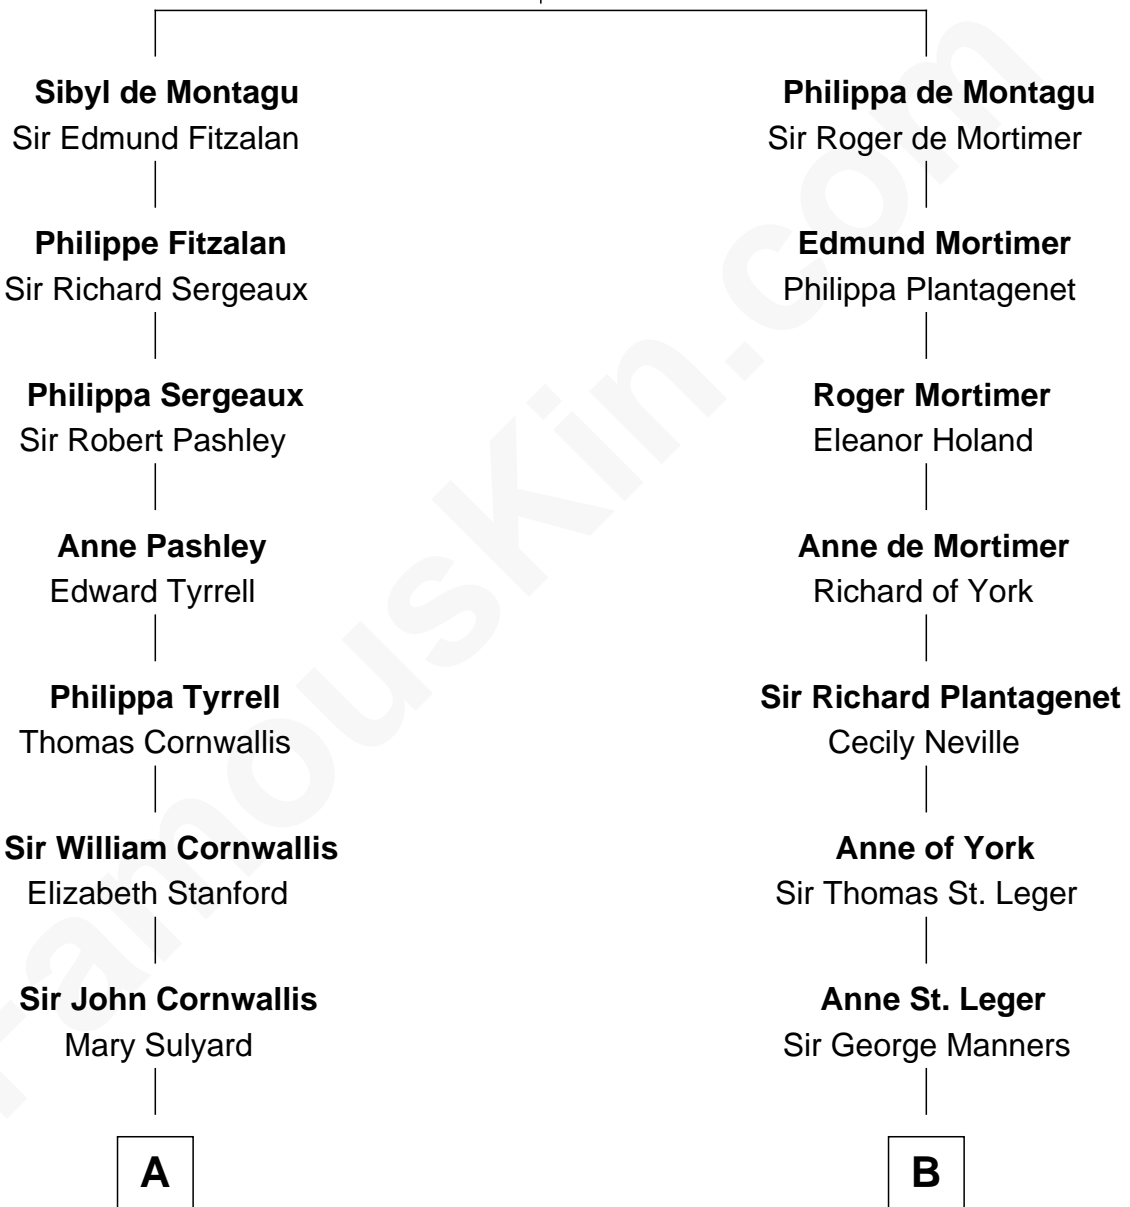 Sibyl de Montagu
Sir Edmund Fitzalan
Philippe Fitzalan
Sir Richard Sergeaux
Philippa Sergeaux
Sir Robert Pashley
Anne Pashley
Edward Tyrrell
Philippa Tyrrell
Thomas Cornwallis
Sir William Cornwallis
Elizabeth Stanford
Sir John Cornwallis
Mary Sulyard
A
Philippa de Montagu
Sir Roger de Mortimer
Edmund Mortimer
Philippa Plantagenet
Roger Mortimer
Eleanor Holand
Anne de Mortimer
Richard of York
Sir Richard Plantagenet
Cecily Neville
Anne of York
Sir Thomas St. Leger
Anne St. Leger
Sir George Manners
B
FamousKin.com